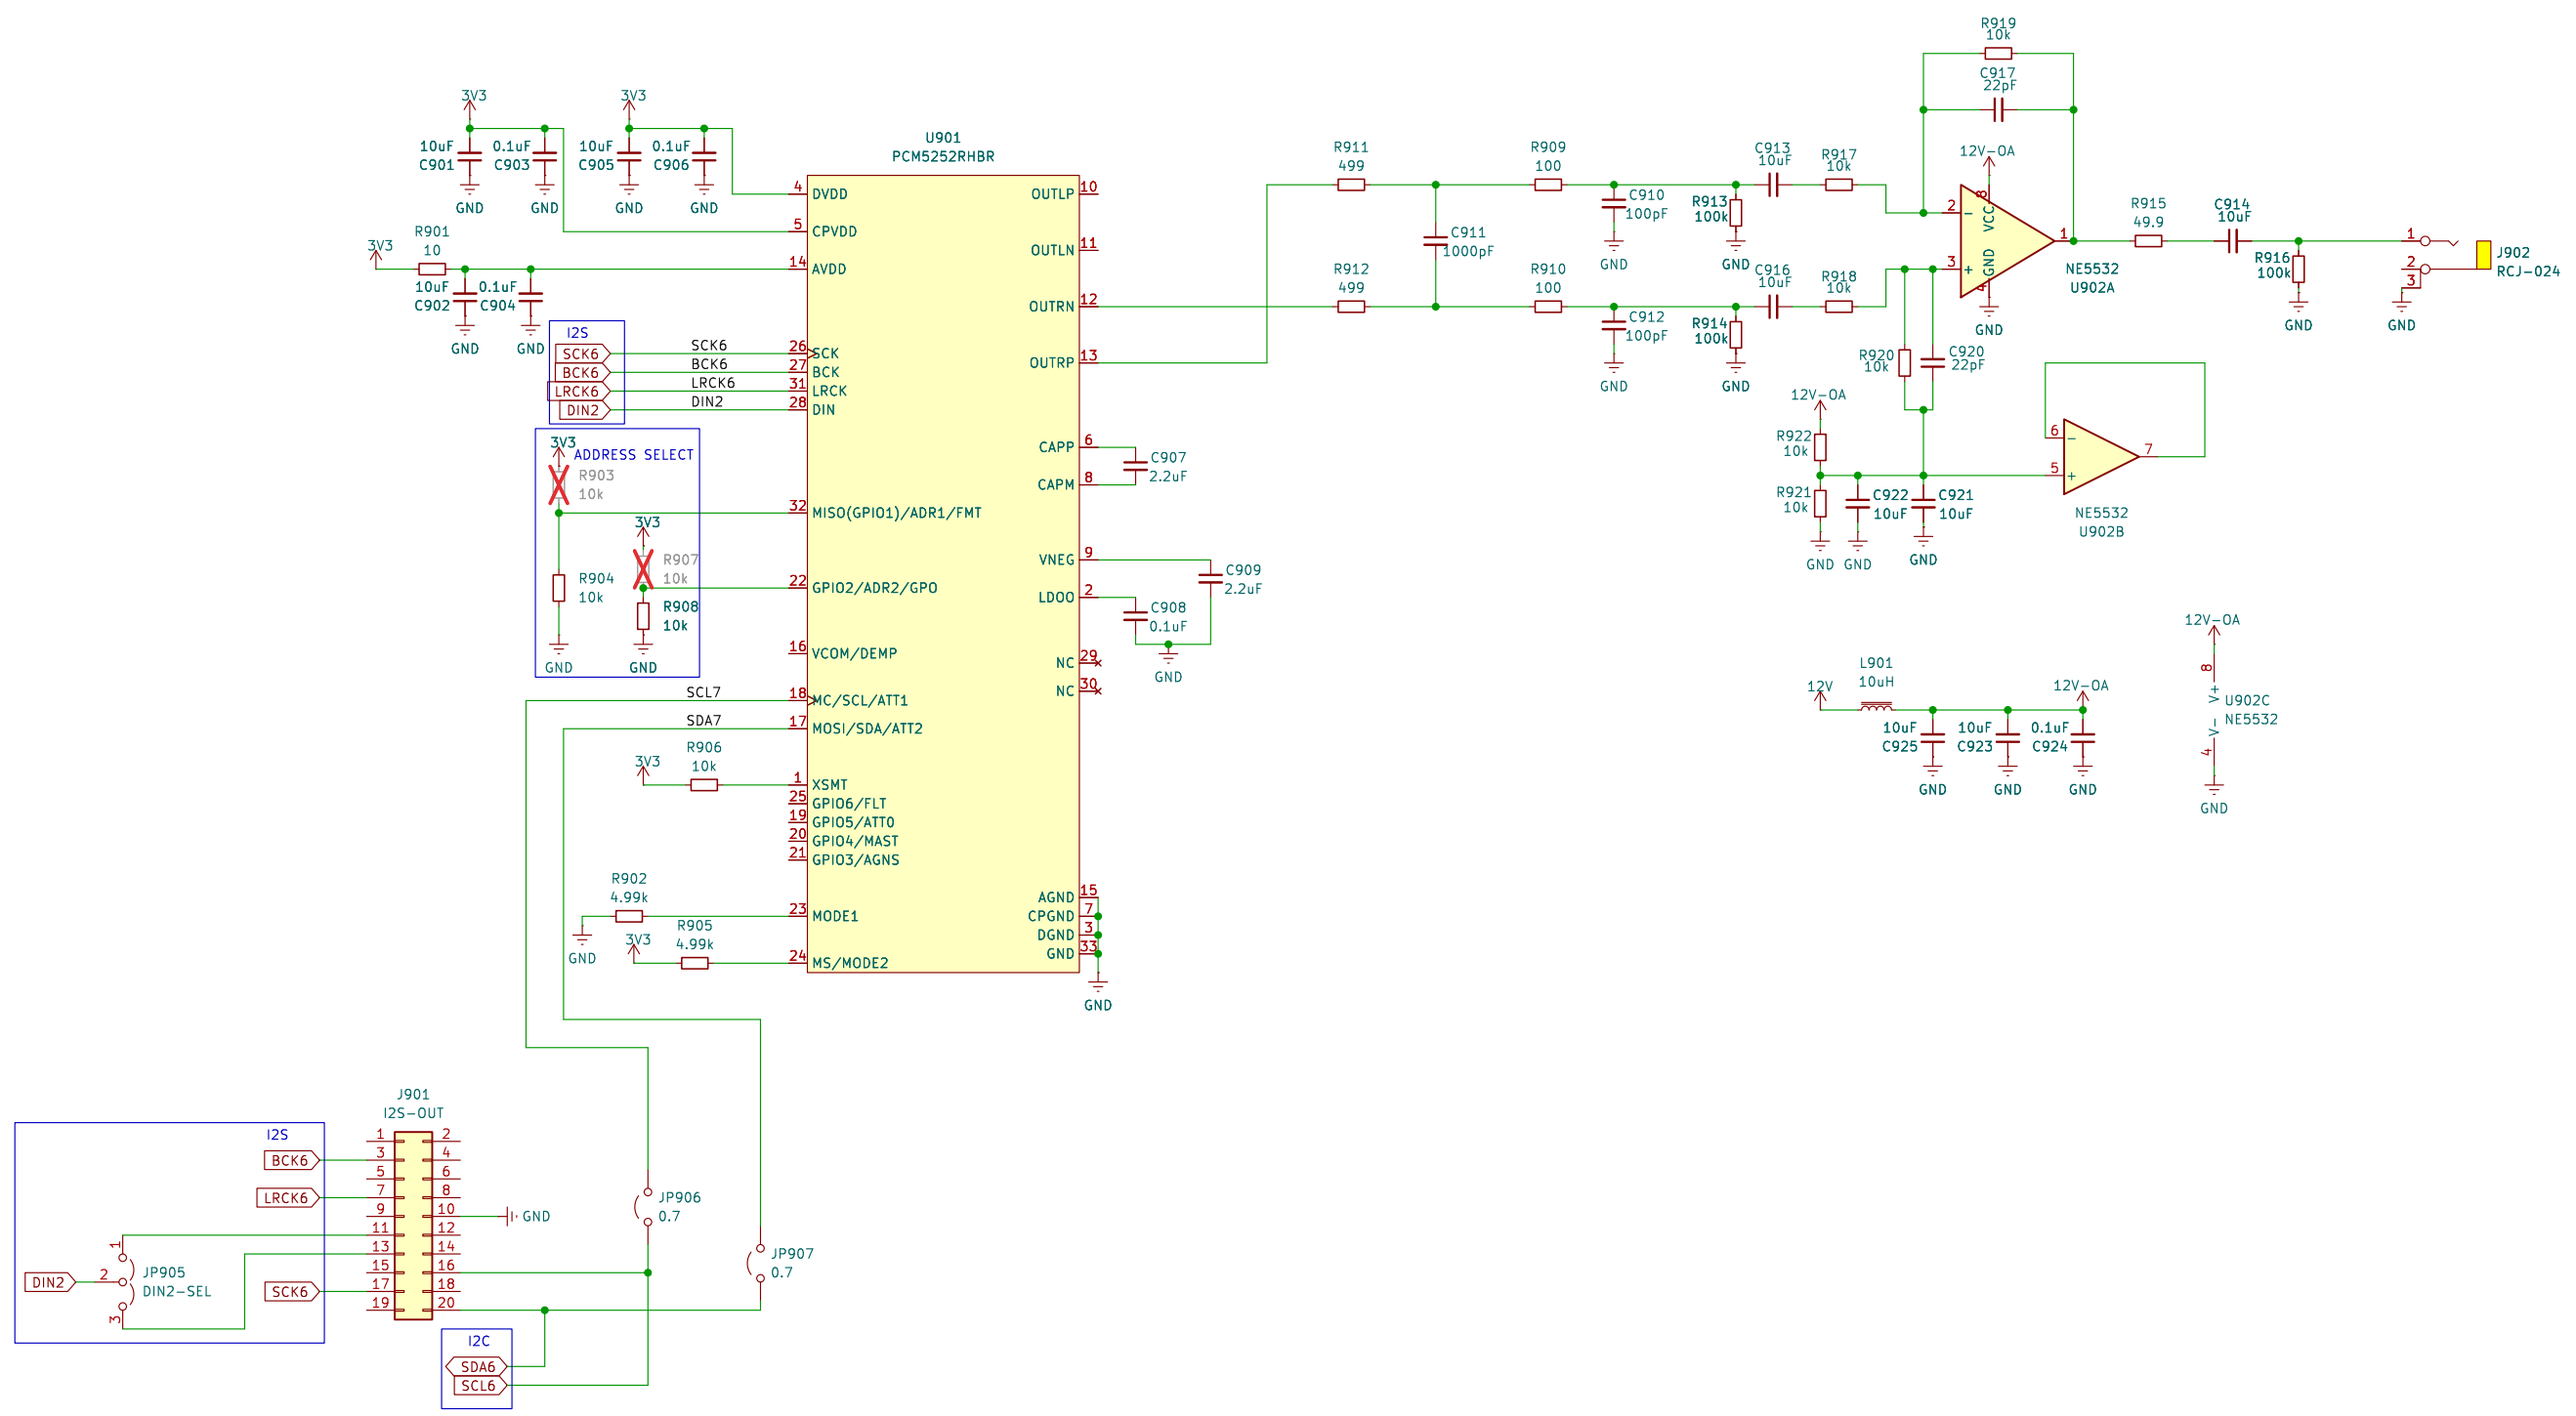 R919
10k
C917
22pF
3V3
3V3
10uF
C901
0.1uF
C903
10uF
C905
0.1uF
C906
GND
GND
GND
GND
R901
10
3V3
10uF
C902
0.1uF
C904
GND
GND
U901
PCM5252RHBR
4
DVDD
5
CPVDD
14
AVDD
26
SCK
27
BCK
31
LRCK
28
DIN
32
MISO(GPIO1)/ADR1/FMT
22
GPIO2/ADR2/GPO
16
VCOM/DEMP
18
MC/SCL/ATT1
17
MOSI/SDA/ATT2
1
XSMT
25
GPIO6/FLT
19
GPIO5/ATT0
20
GPIO4/MAST
21
GPIO3/AGNS
23
MODE1
24
MS/MODE2
OUTLP
10
OUTLN
11
OUTRN
12
OUTRP
13
CAPP
6
CAPM
8
VNEG
9
LDOO
2
NC
29
NC
30
AGND
15
CPGND
7
DGND
3
GND
33
GND
I2S
SCK6
BCK6
LRCK6
DIN2
SCK6
BCK6
LRCK6
DIN2
3V3
ADDRESS SELECT
R903
10k
3V3
R907
10k
R904
10k
R908
10k
GND
GND
SCL7
SDA7
3V3
R906
10k
R902
4.99k
GND
3V3
R905
4.99k
C907
2.2uF
C909
2.2uF
C908
0.1uF
GND
R911
499
R912
499
C911
1000pF
R909
100
R910
100
C910
100pF
GND
C912
100pF
GND
R913
100k
GND
R914
100k
GND
C913
10uF
C916
10uF
R917
10k
R918
10k
12V-OA
2
3
8
VCC
GND
4
1
-
+
GND
NE5532
U902A
R915
49.9
C914
10uF
R916
100k
GND
1
2
3
GND
J902
RCJ-024
R920
10k
C920
22pF
12V-OA
R922
10k
R921
10k
C922
10uF
C921
10uF
GND
GND
GND
6
5
7
-
+
NE5532
U902B
12V
L901
10uH
12V-OA
10uF
C925
10uF
C923
0.1uF
C924
GND
GND
GND
12V-OA
8
V+
V-
4
U902C
NE5532
GND
J901
I2S-OUT
1
2
3
4
5
6
7
8
9
10
11
12
13
14
15
16
17
18
19
20
GND
I2S
BCK6
LRCK6
SCK6
DIN2
1
2
3
JP905
DIN2-SEL
JP906
0.7
JP907
0.7
I2C
SDA6
SCL6